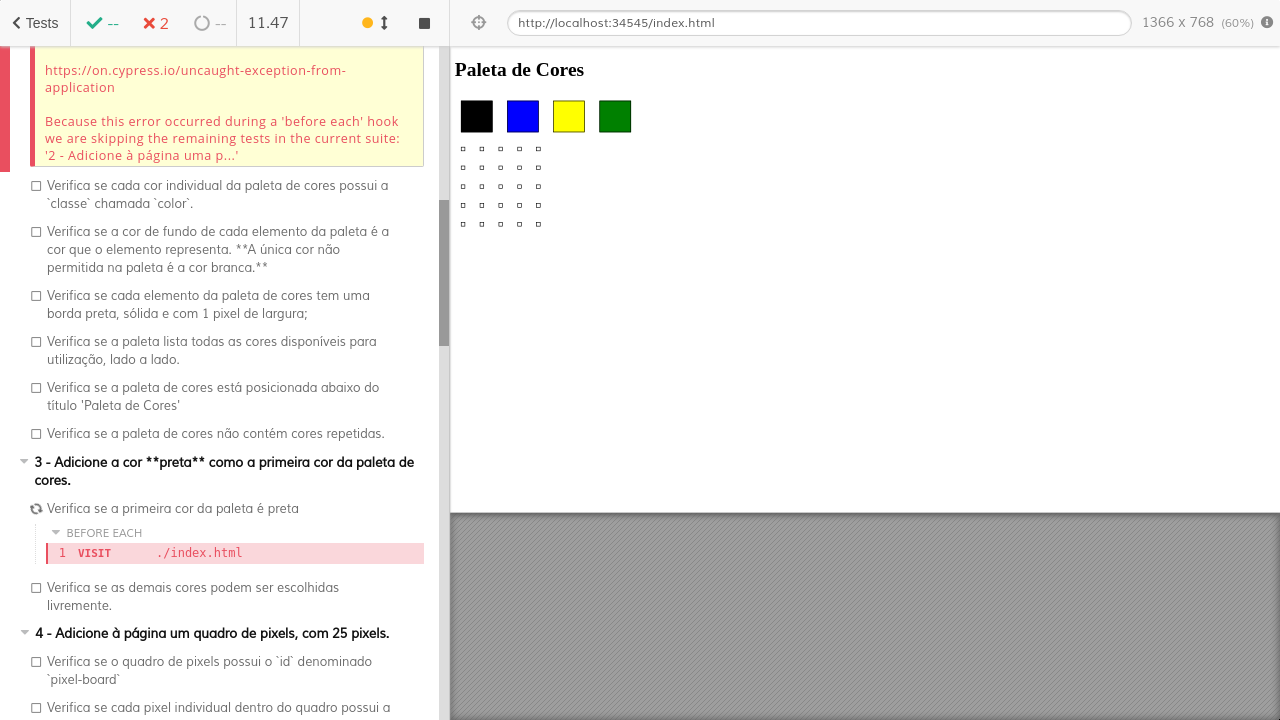 Tests
--
2
--
11.47
http://localhost:34545/index.html
1366 x 768 (60%)
https://on.cypress.io/uncaught-exception-from-
application
Because this error occurred during a 'before each' hook
we are skipping the remaining tests in the current suite:
'2 - Adicione à página uma p...'
Verifica se cada cor individual da paleta de cores possui a
`classe` chamada `color`.
Verifica se a cor de fundo de cada elemento da paleta é a
cor que o elemento representa. **A única cor não
permitida na paleta é a cor branca.**
Verifica se cada elemento da paleta de cores tem uma
borda preta, sólida e com 1 pixel de largura;
Verifica se a paleta lista todas as cores disponíveis para
utilização, lado a lado.
Verifica se a paleta de cores está posicionada abaixo do
título 'Paleta de Cores'
Verifica se a paleta de cores não contém cores repetidas.
3 - Adicione a cor **preta** como a primeira cor da paleta de
cores.
Verifica se a primeira cor da paleta é preta
BEFORE EACH
1 VISIT ./index.html
Verifica se as demais cores podem ser escolhidas
livremente.
4 - Adicione à página um quadro de pixels, com 25 pixels.
Verifica se o quadro de pixels possui o `id` denominado
`pixel-board`
Verifica se cada pixel individual dentro do quadro possui a
Paleta de Cores